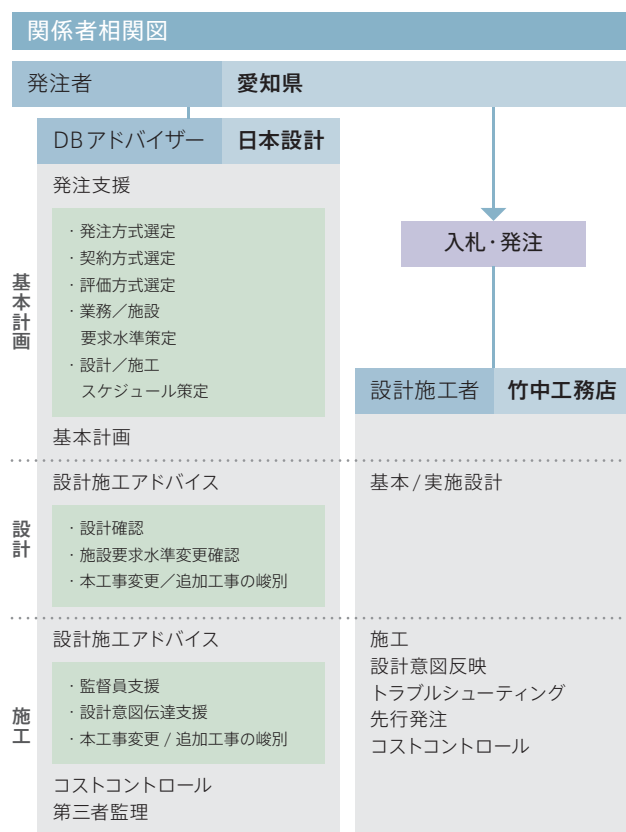 関係者相関図
発注者 愛知県
DBアドバイザー 日本設計
発注支援
・発注方式選定
・契約方式選定
・評価方式選定
・業務／施設
要求水準策定
・設計／施工
スケジュール策定
基本計画
入札・発注
設計施工者 竹中工務店
基本計画
設計施工アドバイス
・設計確認
・施設要求水準変更確認
・本工事変更／追加工事の峻別
基本/実施設計
設計
設計施工アドバイス
・監督員支援
・設計意図伝達支援
・本工事変更 / 追加工事の峻別
コストコントロール
第三者監理
施工
設計意図反映
トラブルシューティング
先行発注
コストコントロール
施工